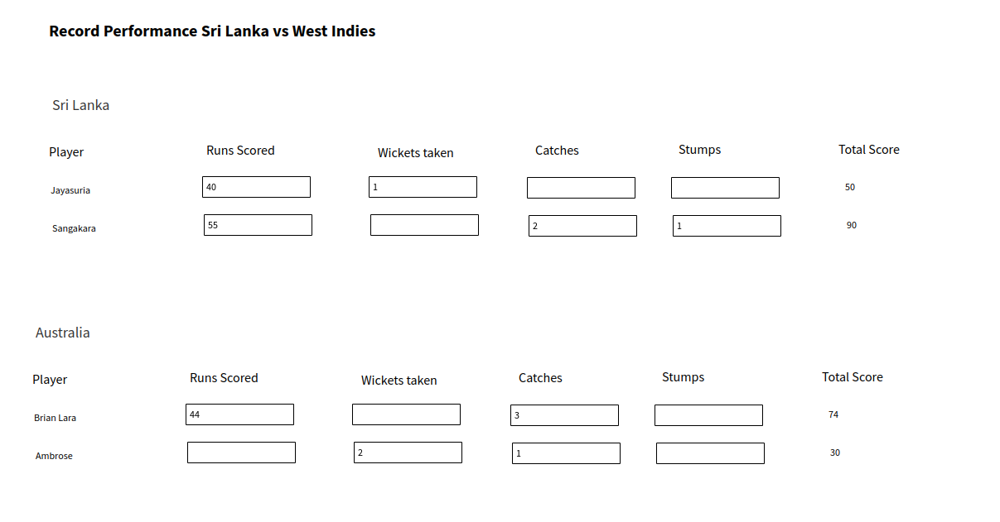 Record Performance Sri Lanka vs West Indies
Sri Lanka
Player Runs Scored Wickets taken Catches Stumps Total Score
Jayasuria 40 1 50
Sangakara 55 2 1 90
Australia
Player Runs Scored Wickets taken Catches Stumps Total Score
Brian Lara 44 3 74
Ambrose 2 1 30